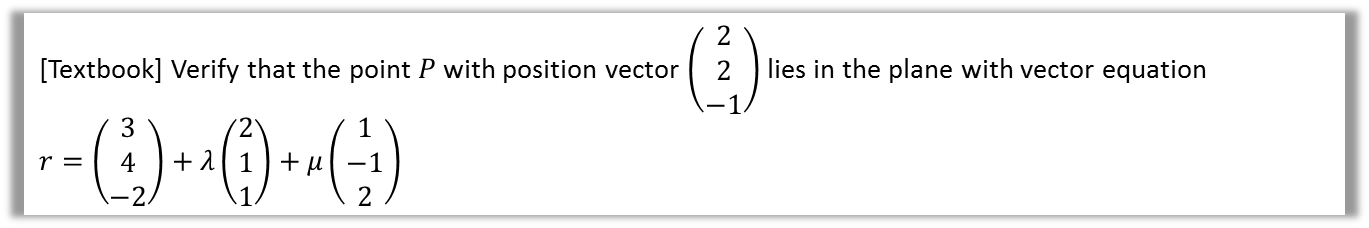 [Textbook] Verify that the point P with position vector (2 2 −1) lies in the plane with vector equation
r = (3 4 −2) + λ(2 1 1) + μ(1 −1 2)